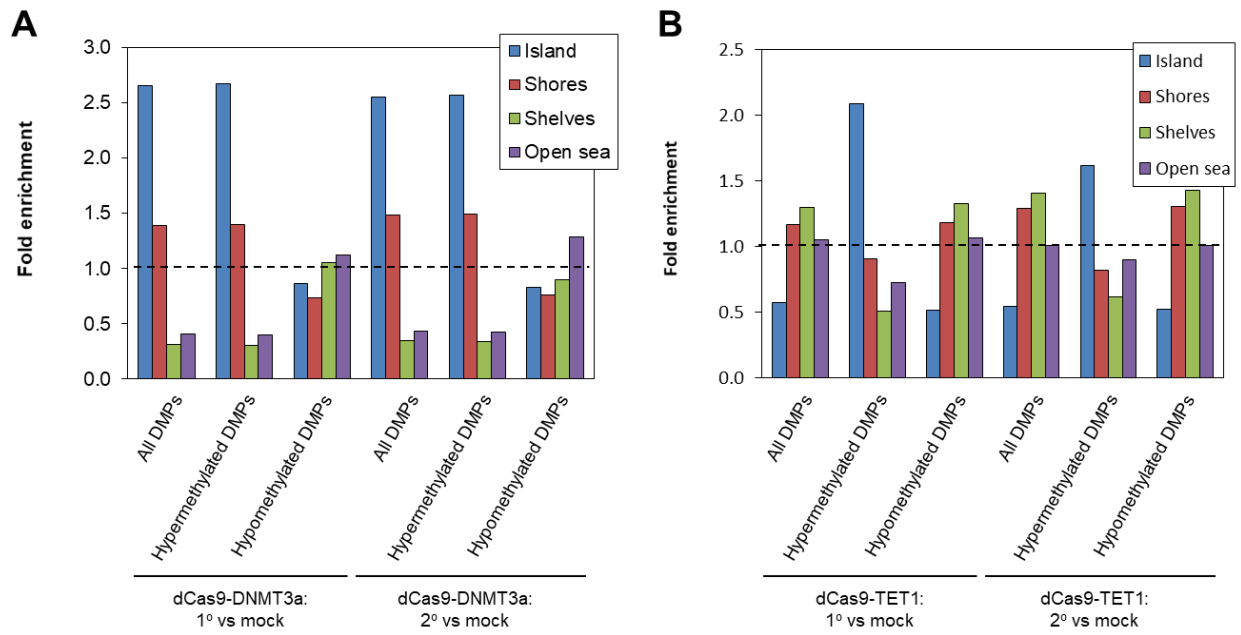 A
Fold enrichment
3.0
2.5
2.0
1.5
1.0
0.5
0.0
Island
Shores
Shelves
Open sea
All DMPs
Hypermethylated DMPs
Hypomethylated DMPs
All DMPs
Hypermethylated DMPs
Hypomethylated DMPs
dCas9-DNMT3a:
1º vs mock
dCas9-DNMT3a:
2º vs mock
B
Fold enrichment
2.5
2.0
1.5
1.0
0.5
0.0
Island
Shores
Shelves
Open sea
All DMPs
Hypermethylated DMPs
Hypomethylated DMPs
All DMPs
Hypermethylated DMPs
Hypomethylated DMPs
dCas9-TET1:
1º vs mock
dCas9-TET1:
2º vs mock